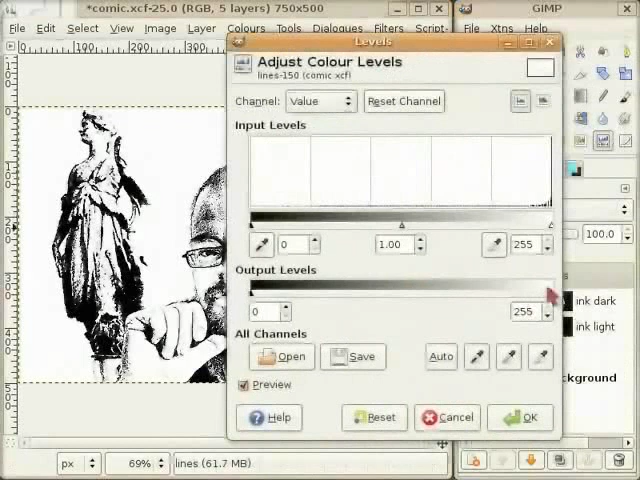 *comic.xcf-25.0 (RGB, 5 layers) 750x500
GIMP
File Edit Select View Image Layer Colours Tools Dialogues Filters Script-
File Xtns Help
Levels
Adjust Colour Levels
lines-150 (comic.xcf)
Channel: Value Reset Channel
Input Levels
0 1.00 255
100.0
Output Levels
0 255
ink dark
ink light
All Channels
Open Save Auto
Preview
Help Reset Cancel OK
px 69% lines (61.7 MB)